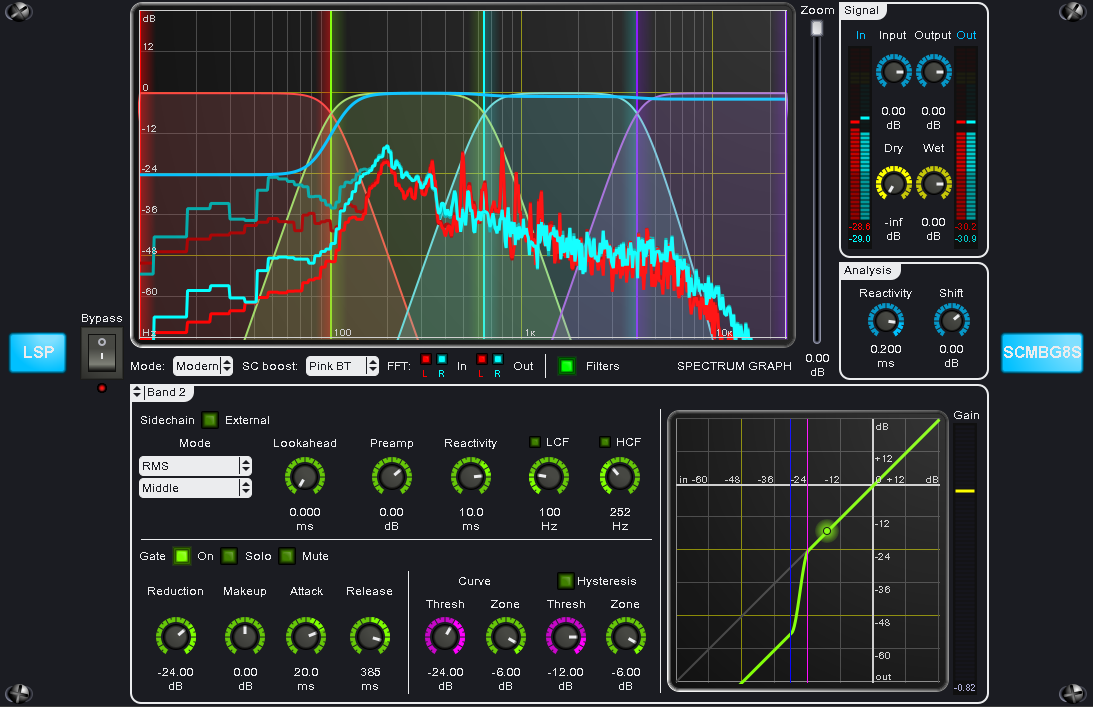 Zoom
Signal
dB
12
0
-12
-24
-36
-48
-60
Hz
100
1K
10K
In Input Output Out
0.00 0.00
dB dB
Dry Wet
-inf 0.00
dB dB
-28.6 -30.2
-29.0 -30.9
Analysis
Reactivity Shift
0.200 0.00
ms dB
Bypass
LSP
SCMBG8S
0.00
dB
Mode: Modern SC boost: Pink BT FFT: L R In L R Out Filters SPECTRUM GRAPH
Band 2
Sidechain External
Mode Lookahead Preamp Reactivity LCF HCF
RMS
Middle
0.000 0.00 10.0 100 252
ms dB ms Hz Hz
Gate On Solo Mute
Reduction Makeup Attack Release
-24.00 0.00 20.0 385
dB dB ms ms
Curve Hysteresis
Thresh Zone Thresh Zone
-24.00 -6.00 -12.00 -6.00
dB dB dB dB
Gain
dB
+12
in -60 -48 -36 -24 -12 0 +12 dB
-12
-24
-36
-48
-60
out
-0.82